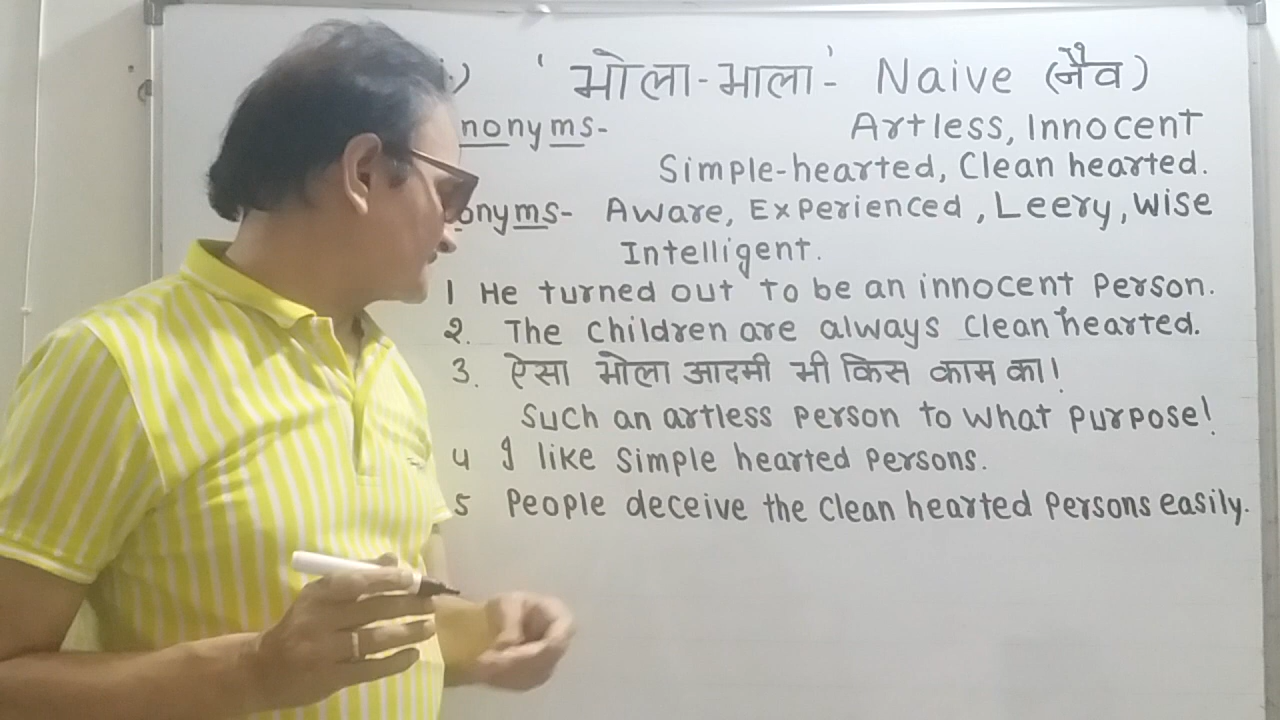 ' भोला-भाला '- Naive (नैव)
nonyms- Artless, Innocent
Simple-hearted, Clean hearted.
onyms- Aware, Experienced, Leery, Wise
Intelligent.
1 He turned out to be an innocent Person.
2. The Children are always Clean hearted.
3. ऐसा भोला आदमी भी किस काम का!
Such an artless Person to what Purpose!
4 I like Simple hearted Persons.
5 People deceive the Clean hearted Persons easily.